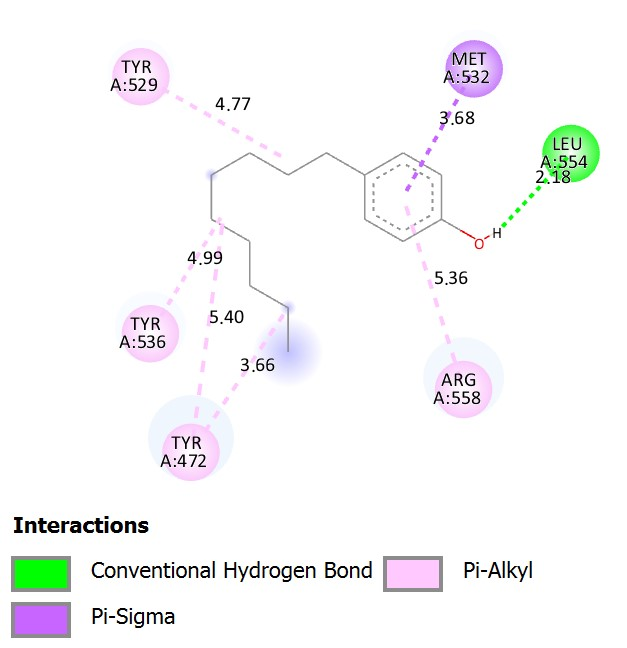 TYR
A:529
4.77
MET
A:532
3.68
LEU
A:554
2.18
H
O
4.99
5.36
TYR
A:536
5.40
3.66
ARG
A:558
TYR
A:472
Interactions
Conventional Hydrogen Bond
Pi-Alkyl
Pi-Sigma